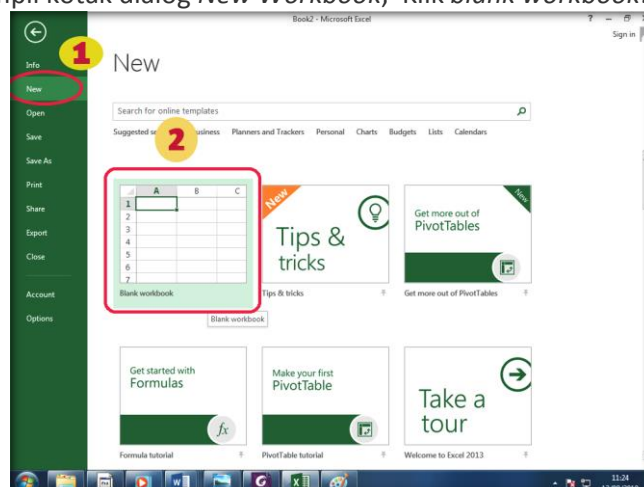 tampil kotak dialog New Workbook, Klik blank workbook.
Book2 - Microsoft Excel
?
Sign in
Info
New
Open
Save
Save As
Print
Share
Export
Close
Account
Options
1
New
Search for online templates
Suggested
Planners and Trackers
Personal
Charts
Budgets
Lists
Calendars
2
A B C
1
2
3
4
5
6
7
Blank workbook
Blank workbook
New
Tips &
tricks
Tips & tricks
New
Get more out of
PivotTables
Get more out of PivotTables
Get started with
Formulas
fx
Formula tutorial
Make your first
PivotTable
PivotTable tutorial
Take a
tour
Welcome to Excel 2013
11:24